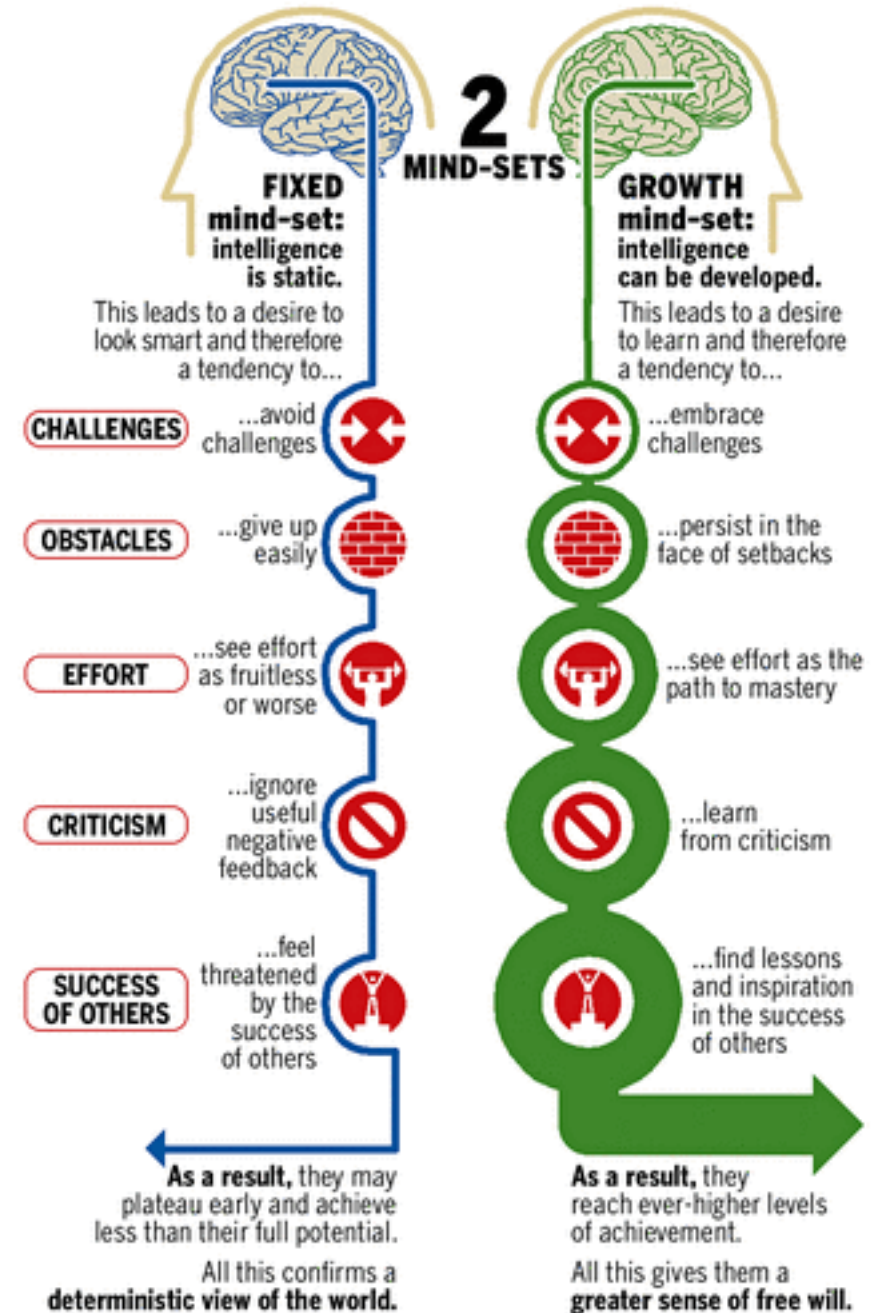 2
MIND-SETS
FIXED
mind-set:
intelligence
is static.
This leads to a desire to
look smart and therefore
a tendency to...
GROWTH
mind-set:
intelligence
can be developed.
This leads to a desire
to learn and therefore
a tendency to...
CHALLENGES
...avoid
challenges
...embrace
challenges
OBSTACLES
...give up
easily
...persist in the
face of setbacks
EFFORT
...see effort
as fruitless
or worse
...see effort as the
path to mastery
CRITICISM
...ignore
useful
negative
feedback
...learn
from criticism
SUCCESS
OF OTHERS
...feel
threatened
by the
success
of others
...find lessons
and inspiration
in the success
of others
As a result, they may
plateau early and achieve
less than their full potential.
All this confirms a
deterministic view of the world.
As a result, they
reach ever-higher levels
of achievement.
All this gives them a
greater sense of free will.